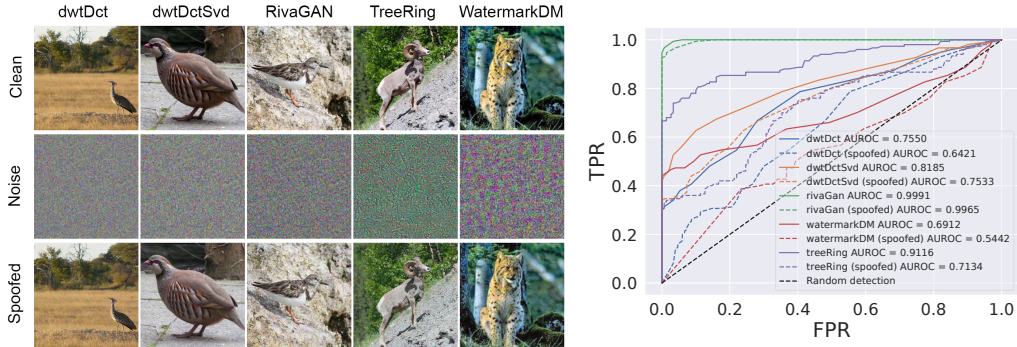 dwtDct dwtDctSvd RivaGAN TreeRing WatermarkDM
Clean
Noise
Spoofed
TPR
1.0
0.8
0.6
0.4
0.2
0.0
dwtDct AUROC = 0.7550
dwtDct (spoofed) AUROC = 0.6421
dwtDctSvd AUROC = 0.8185
dwtDctSvd (spoofed) AUROC = 0.7533
rivaGan AUROC = 0.9991
rivaGan (spoofed) AUROC = 0.9965
watermarkDM AUROC = 0.6912
watermarkDM (spoofed) AUROC = 0.5442
treeRing AUROC = 0.9116
treeRing (spoofed) AUROC = 0.7134
Random detection
0.0 0.2 0.4 0.6 0.8 1.0
FPR